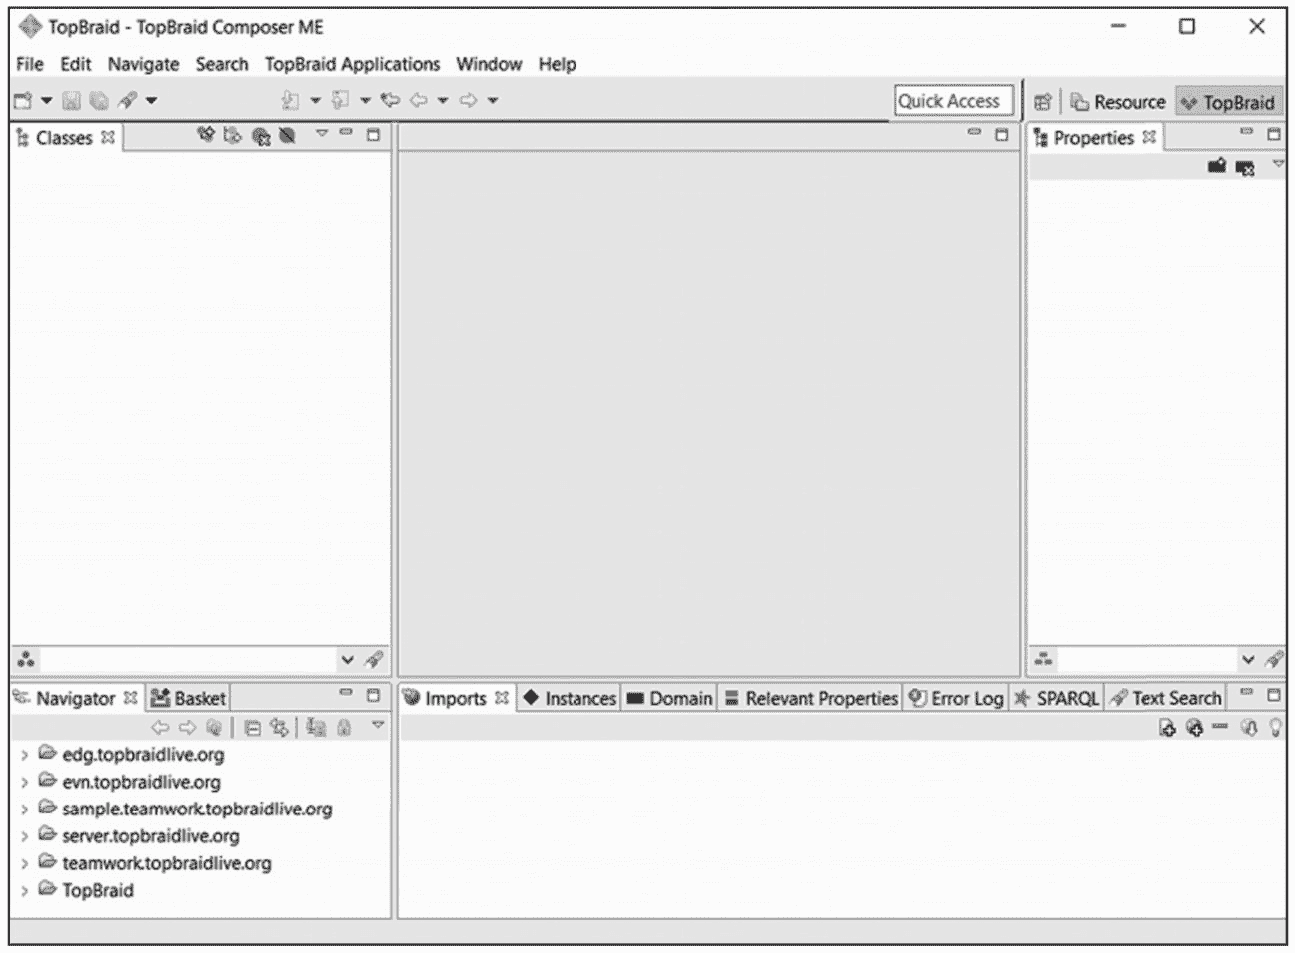 TopBraid - TopBraid Composer ME
File Edit Navigate Search TopBraid Applications Window Help
Quick Access
Resource
TopBraid
Classes
Properties
Navigator
Basket
edg.topbraidlive.org
evn.topbraidlive.org
sample.teamwork.topbraidlive.org
server.topbraidlive.org
teamwork.topbraidlive.org
TopBraid
Imports
Instances
Domain
Relevant Properties
Error Log
SPARQL
Text Search